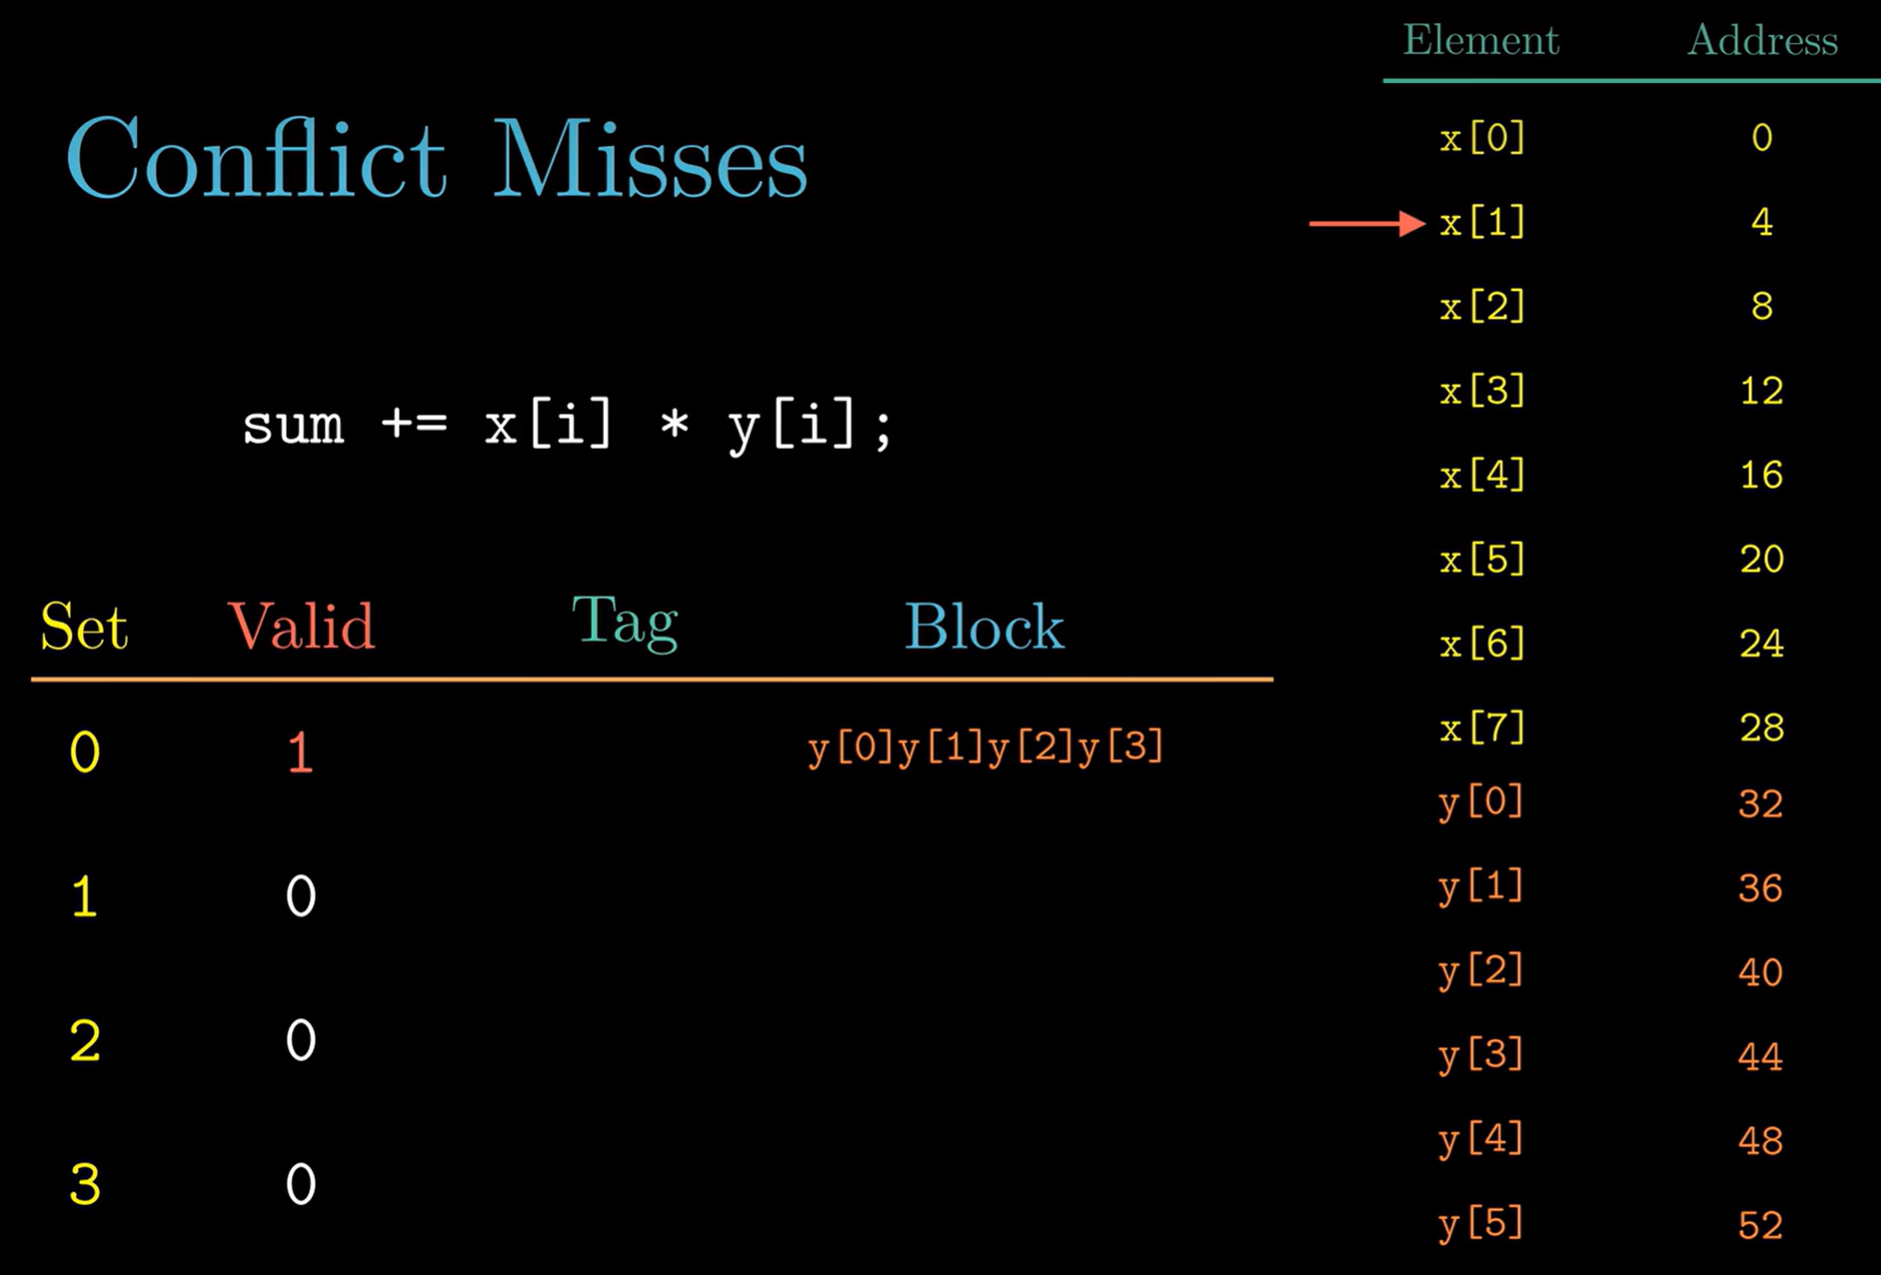 Conflict Misses
sum += x[i] * y[i];
Set Valid Tag Block
0 1 y[0]y[1]y[2]y[3]
1 0
2 0
3 0
Element Address
x[0] 0
x[1] 4
x[2] 8
x[3] 12
x[4] 16
x[5] 20
x[6] 24
x[7] 28
y[0] 32
y[1] 36
y[2] 40
y[3] 44
y[4] 48
y[5] 52